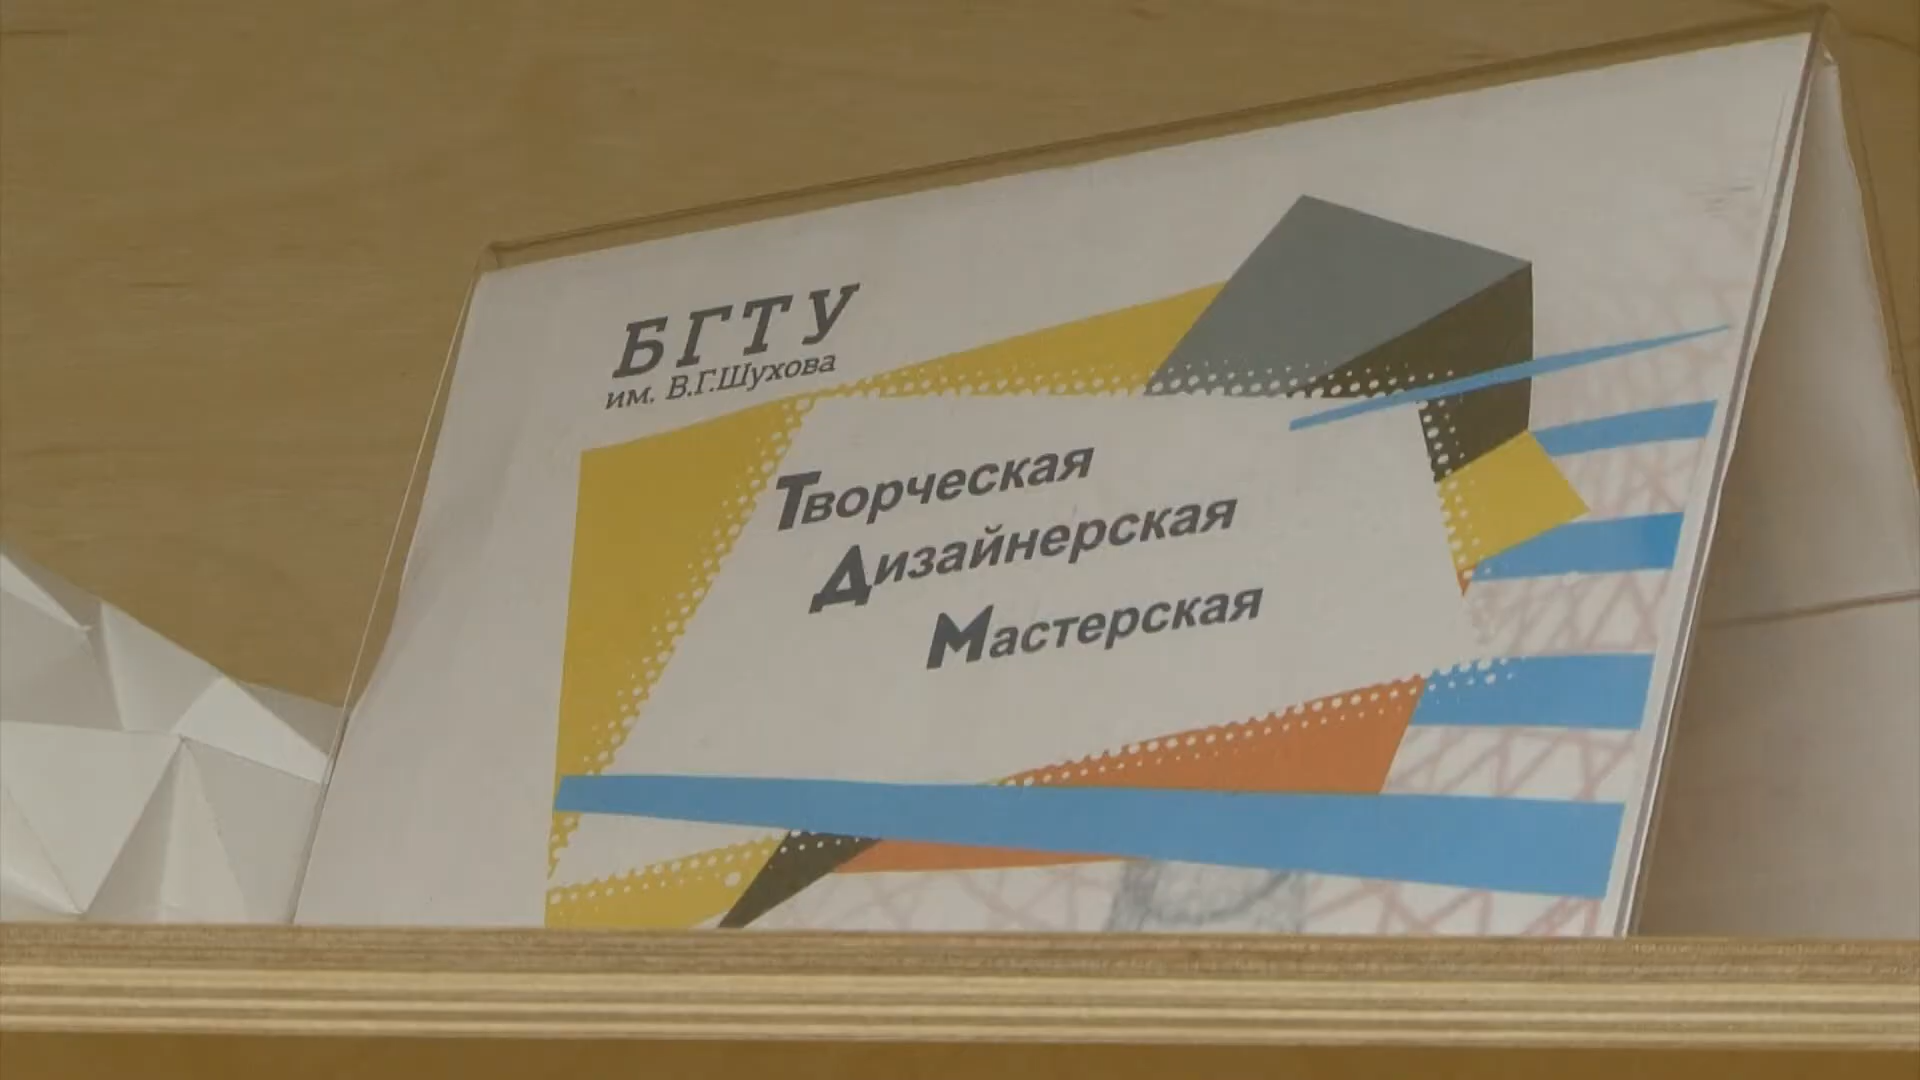 БГТУ
им. В.Г.Шухова
Творческая
Дизайнерская
Мастерская